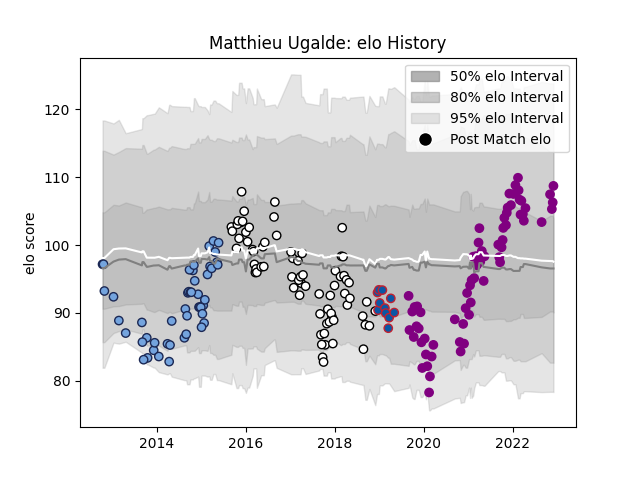 Matthieu Ugalde: elo History
elo score
120
110
100
90
80
2014
2016
2018
2020
2022
50% elo Interval
80% elo Interval
95% elo Interval
Post Match elo